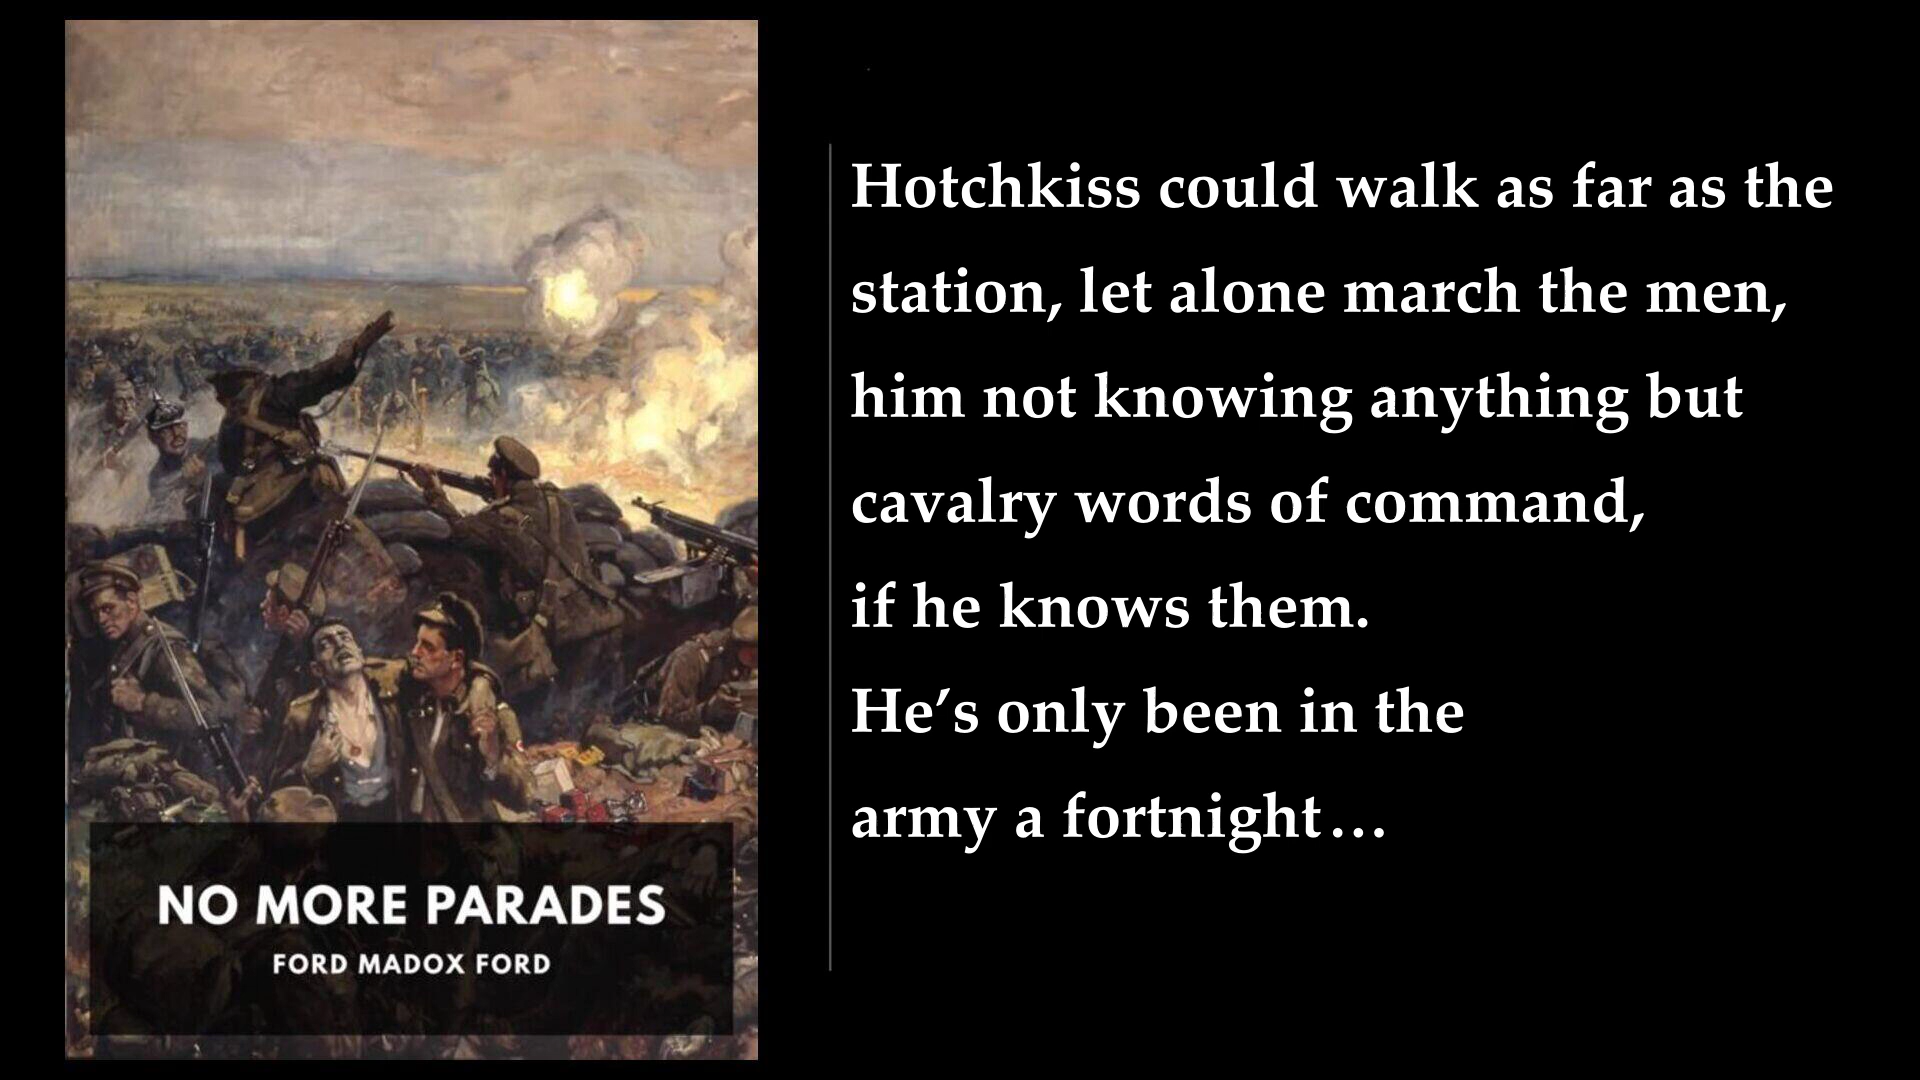 NO MORE PARADES
FORD MADOX FORD
Hotchkiss could walk as far as the
station, let alone march the men,
him not knowing anything but
cavalry words of command,
if he knows them.
He’s only been in the
army a fortnight…